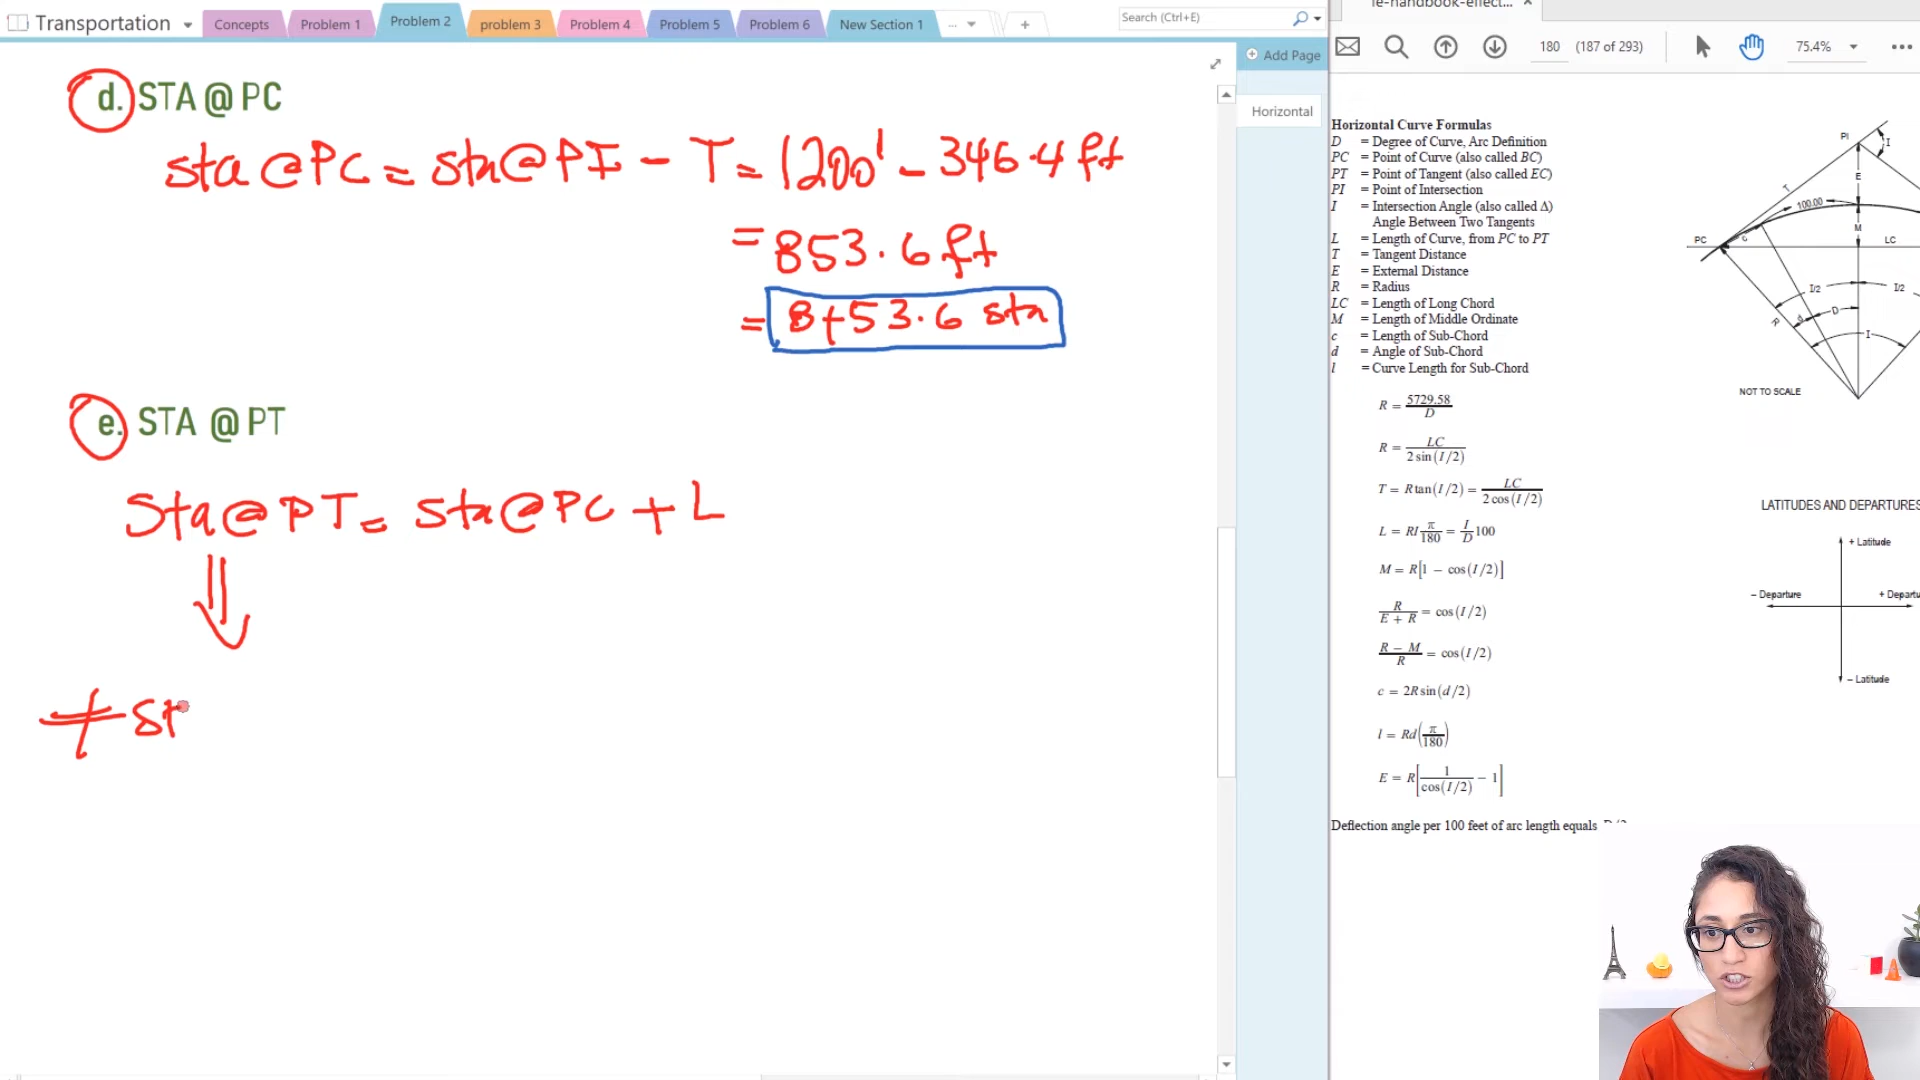 Transportation
Concepts
Problem 1
Problem 2
problem 3
Problem 4
Problem 5
Problem 6
New Section 1
...
+
Search (Ctrl+E)
180 (187 of 293)
75.4%
Add Page
Horizontal
d. STA @ PC
sta@PC = sta@PI - T = 1200' - 346.4 ft
= 853.6 ft
= 8+53.6 sta
e. STA @ PT
Sta@PT = sta@PC + L
Horizontal Curve Formulas
D = Degree of Curve, Arc Definition
PC = Point of Curve (also called BC)
PT = Point of Tangent (also called EC)
PI = Point of Intersection
I = Intersection Angle (also called Δ)
Angle Between Two Tangents
L = Length of Curve, from PC to PT
T = Tangent Distance
E = External Distance
R = Radius
LC = Length of Long Chord
M = Length of Middle Ordinate
c = Length of Sub-Chord
d = Angle of Sub-Chord
l = Curve Length for Sub-Chord
R = 5729.58 / D
R = LC / 2 sin(I/2)
T = R tan(I/2) = LC / 2 cos(I/2)
L = RI π/180 = I/D 100
M = R[1 − cos(I/2)]
R / E + R = cos(I/2)
R − M / R = cos(I/2)
c = 2R sin(d/2)
l = Rd(π/180)
E = R[1 / cos(I/2) − 1]
Deflection angle per 100 feet of arc length equals
PI
I
T
E
100.00
PC
c
M
LC
I/2
I/2
R
d
D
I
NOT TO SCALE
LATITUDES AND DEPARTURES
+ Latitude
− Departure
− Latitude